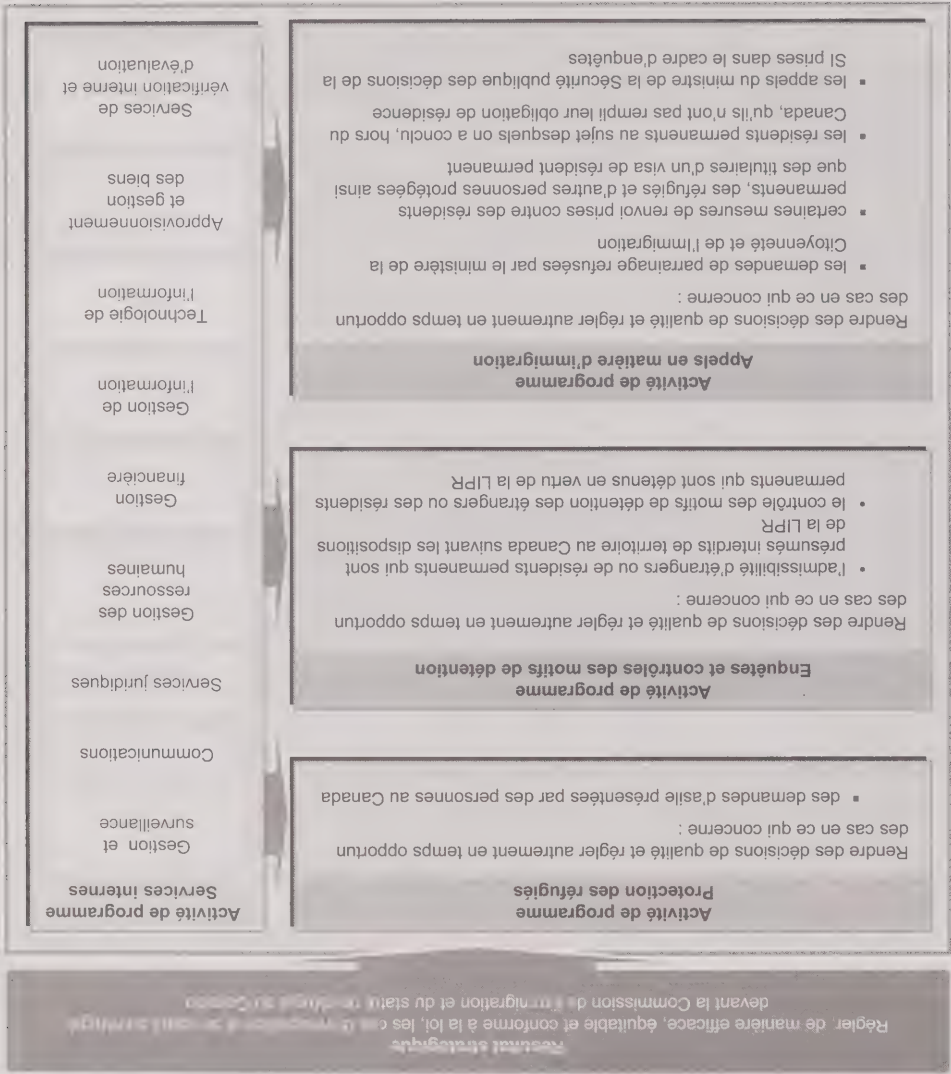 Résultat stratégique
Régler, de manière efficace, équitable et conforme à la loi, les cas d'immigration et de statut de réfugié
devant la Commission de l'immigration et du statut de réfugié du Canada
Activité de programme
Protection des réfugiés
Rendre des décisions de qualité et régler autrement en temps opportun
des cas en ce qui concerne :
▪ des demandes d'asile présentées par des personnes au Canada
Activité de programme
Enquêtes et contrôles des motifs de détention
Rendre des décisions de qualité et régler autrement en temps opportun
des cas en ce qui concerne :
• l'admissibilité d'étrangers ou de résidents permanents qui sont
présumés interdits de territoire au Canada suivant les dispositions
de la LIPR
• le contrôle des motifs de détention des étrangers ou des résidents
permanents qui sont détenus en vertu de la LIPR
Activité de programme
Appels en matière d'immigration
Rendre des décisions de qualité et régler autrement en temps opportun
des cas en ce qui concerne :
▪ les demandes de parrainage refusées par le ministère de la
Citoyenneté et de l'Immigration
▪ certaines mesures de renvoi prises contre des résidents
permanents, des réfugiés et d'autres personnes protégées ainsi
que des titulaires d'un visa de résident permanent
▪ les résidents permanents au sujet desquels on a conclu, hors du
Canada, qu'ils n'ont pas rempli leur obligation de résidence
▪ les appels du ministre de la Sécurité publique des décisions de la
SI prises dans le cadre d'enquêtes
Activité de programme
Services internes
Gestion et
surveillance
Communications
Services juridiques
Gestion des
ressources
humaines
Gestion
financière
Gestion de
l'information
Technologie de
l'information
Approvisionnement
et gestion
des biens
Services de
vérification interne et
d'évaluation